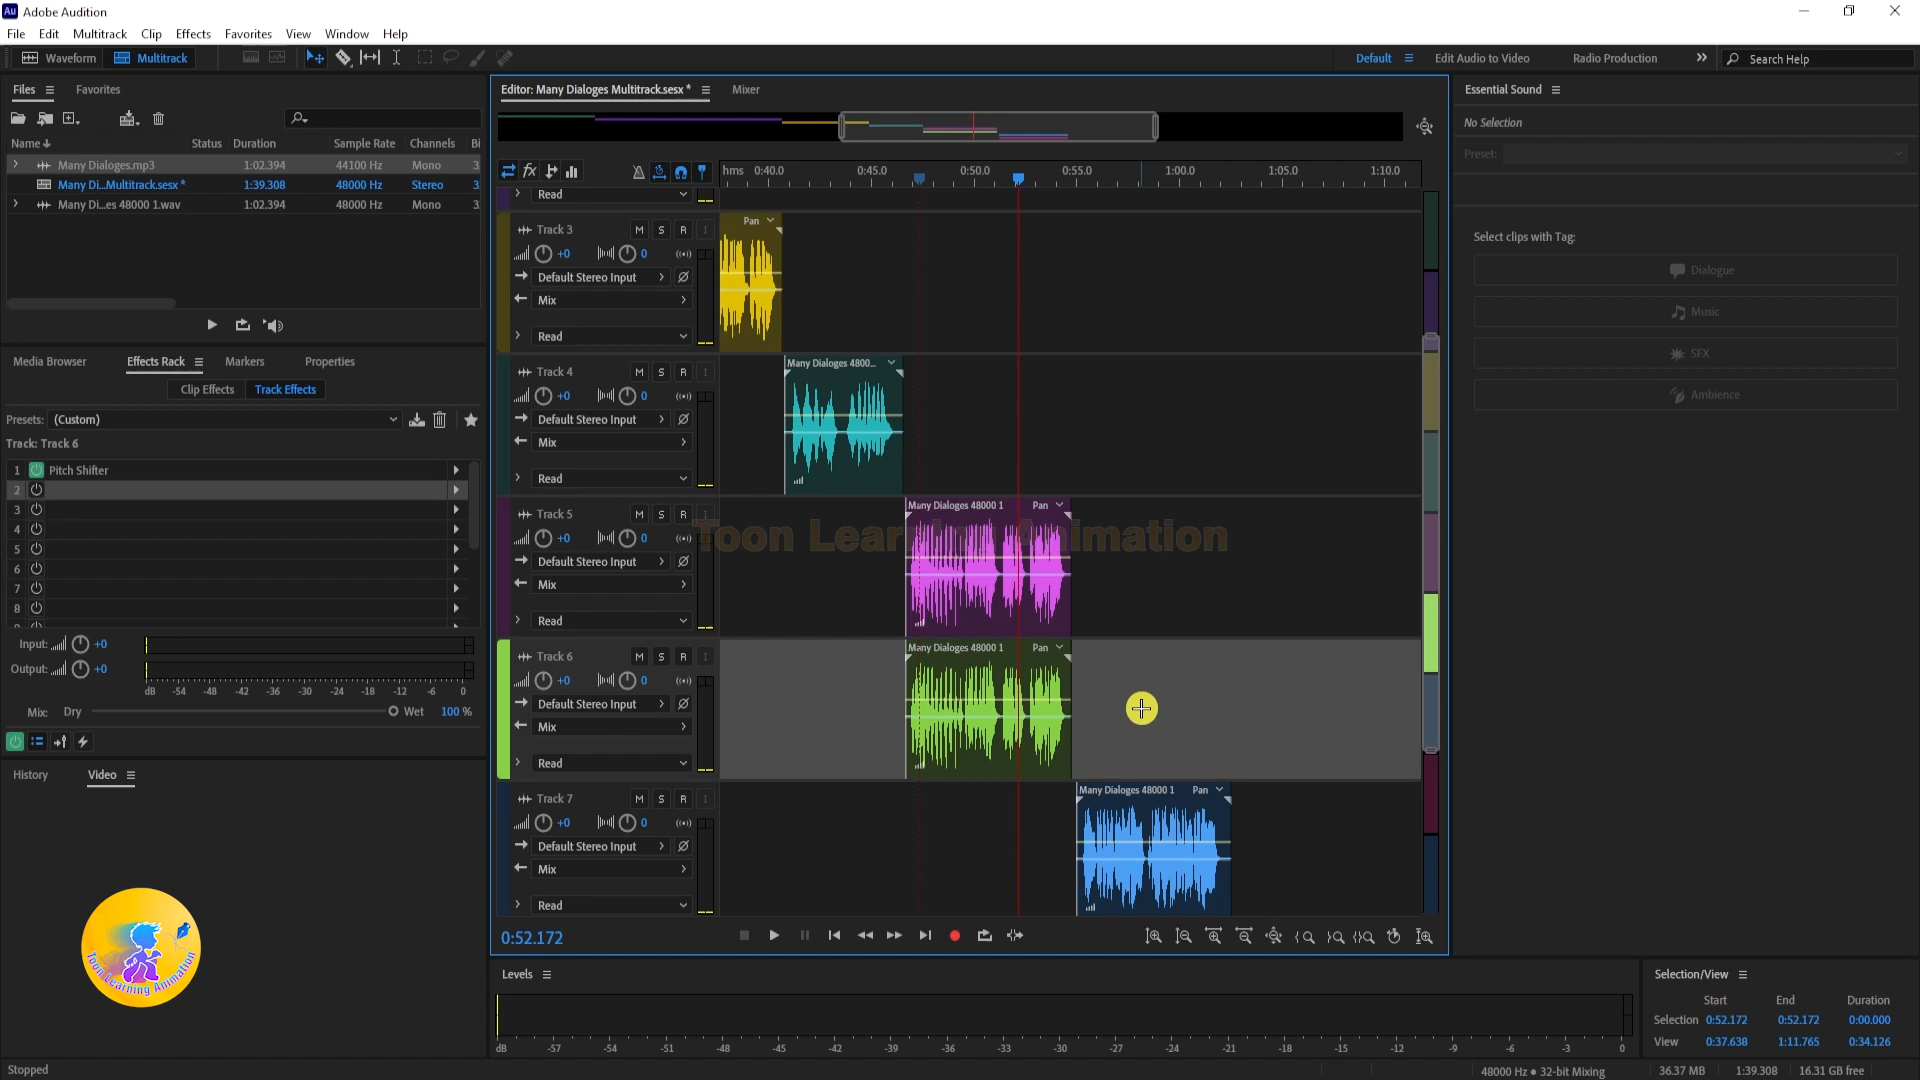 Au Adobe Audition
File Edit Multitrack Clip Effects Favorites View Window Help
Waveform Multitrack Default Edit Audio to Video Radio Production Search Help
Files Favorites
Name Status Duration Sample Rate Channels Bi
Many Dialoges.mp3 1:02.394 44100 Hz Mono 3
Many Di...Multitrack.sesx * 1:39.308 48000 Hz Stereo 3
Many Di...es 48000 1.wav 1:02.394 48000 Hz Mono 3
Media Browser Effects Rack Markers Properties
Clip Effects Track Effects
Presets: (Custom)
Track: Track 6
1 Pitch Shifter
2
3
4
5
6
7
8
Input: +0
Output: +0
dB -54 -48 -42 -36 -30 -24 -18 -12 -6 0
Mix: Dry Wet 100 %
History Video
Toon Learning Animation
Editor: Many Dialoges Multitrack.sesx * Mixer
fx hms 0:40.0 0:45.0 0:50.0 0:55.0 1:00.0 1:05.0 1:10.0
Read
Track 3 M S R I
+0 0
Default Stereo Input
Mix
Read
Pan
Track 4 M S R I
+0 0
Default Stereo Input
Mix
Read
Many Dialoges 4800...
Track 5 M S R I
+0 0
Default Stereo Input
Mix
Read
Many Dialoges 48000 1 Pan
Toon Learning Animation
Track 6 M S R I
+0 0
Default Stereo Input
Mix
Read
Many Dialoges 48000 1 Pan
Track 7 M S R I
+0 0
Default Stereo Input
Mix
Read
Many Dialoges 48000 1 Pan
0:52.172
Levels
dB -57 -54 -51 -48 -45 -42 -39 -36 -33 -30 -27 -24 -21 -18 -15 -12 -9 -6 -3 0
Essential Sound
No Selection
Preset:
Select clips with Tag:
Dialogue
Music
SFX
Ambience
Selection/View
Start End Duration
Selection 0:52.172 0:52.172 0:00.000
View 0:37.638 1:11.765 0:34.126
Stopped 48000 Hz ● 32-bit Mixing 36.37 MB 1:39.308 16.31 GB free